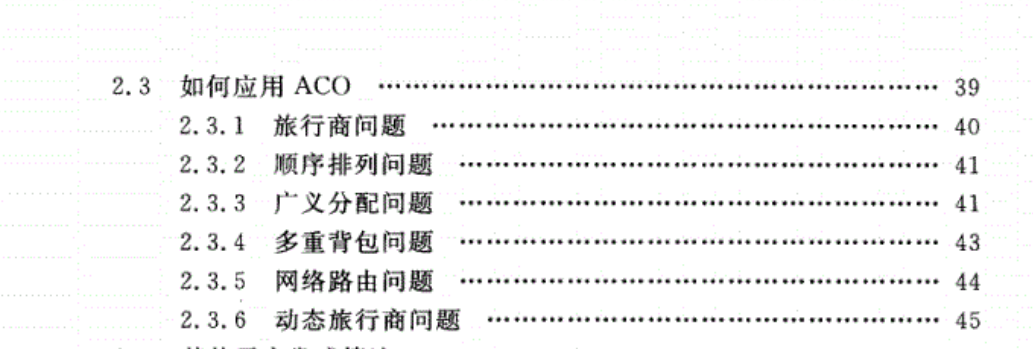 2.3 如何应用 ACO ……………………………………………………… 39
2.3.1 旅行商问题 ………………………………………………… 40
2.3.2 顺序排列问题 ……………………………………………… 41
2.3.3 广义分配问题 ……………………………………………… 41
2.3.4 多重背包问题 ……………………………………………… 43
2.3.5 网络路由问题 ……………………………………………… 44
2.3.6 动态旅行商问题 …………………………………………… 45